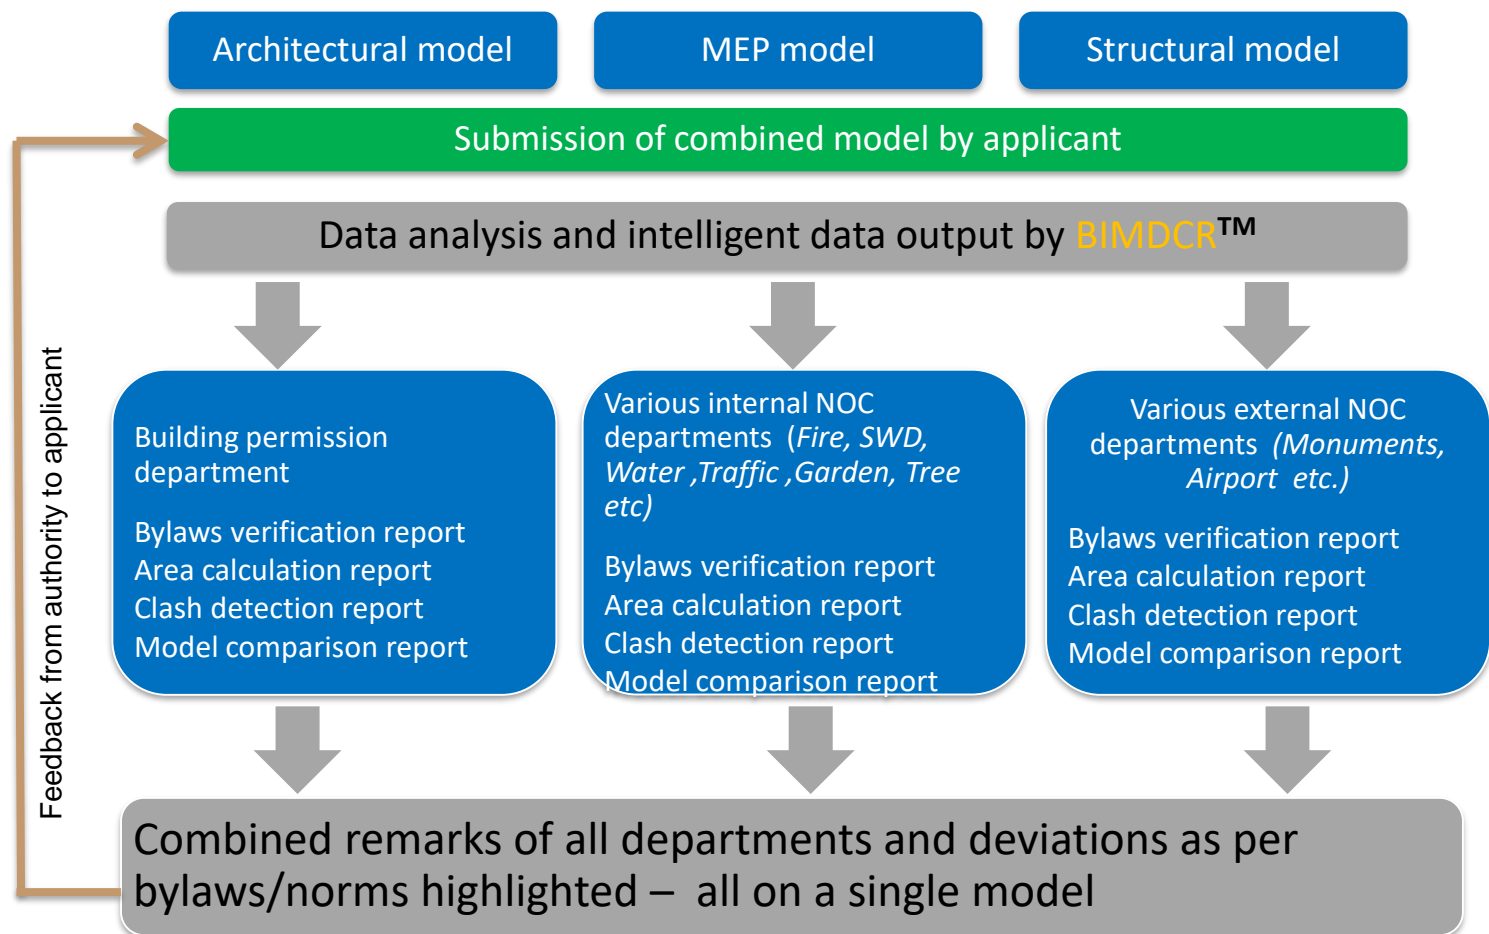 Architectural model
MEP model
Structural model
Submission of combined model by applicant
Data analysis and intelligent data output by BIMDCR™
Feedback from authority to applicant
Building permission
department
Bylaws verification report
Area calculation report
Clash detection report
Model comparison report
Various internal NOC
departments (Fire, SWD,
Water ,Traffic ,Garden, Tree
etc)
Bylaws verification report
Area calculation report
Clash detection report
Model comparison report
Various external NOC
departments (Monuments,
Airport etc.)
Bylaws verification report
Area calculation report
Clash detection report
Model comparison report
Combined remarks of all departments and deviations as per
bylaws/norms highlighted – all on a single model